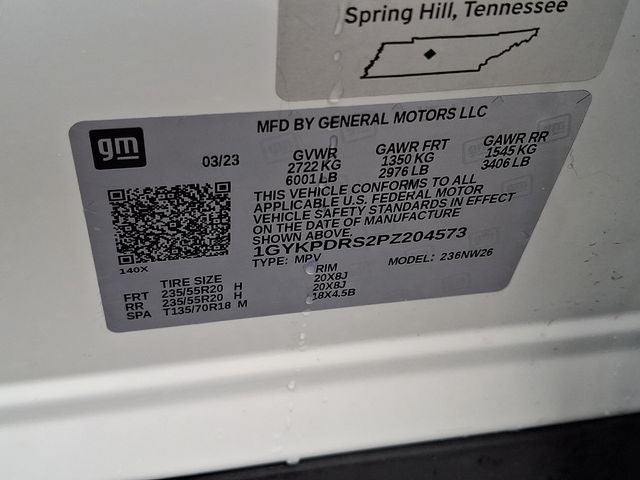 Spring Hill, Tennessee
gm
MFD BY GENERAL MOTORS LLC
03/23
GVWR
2722 KG
6001 LB
GAWR FRT
1350 KG
2976 LB
GAWR RR
1545 KG
3406 LB
THIS VEHICLE CONFORMS TO ALL
APPLICABLE U.S. FEDERAL MOTOR
VEHICLE SAFETY STANDARDS IN EFFECT
ON THE DATE OF MANUFACTURE
SHOWN ABOVE.
1GYKPDRS2PZ204573
TYPE: MPV
MODEL: 236NW26
140X
TIRE SIZE RIM
FRT 235/55R20 H 20X8J
RR 235/55R20 H 20X8J
SPA T135/70R18 M 18X4.5B